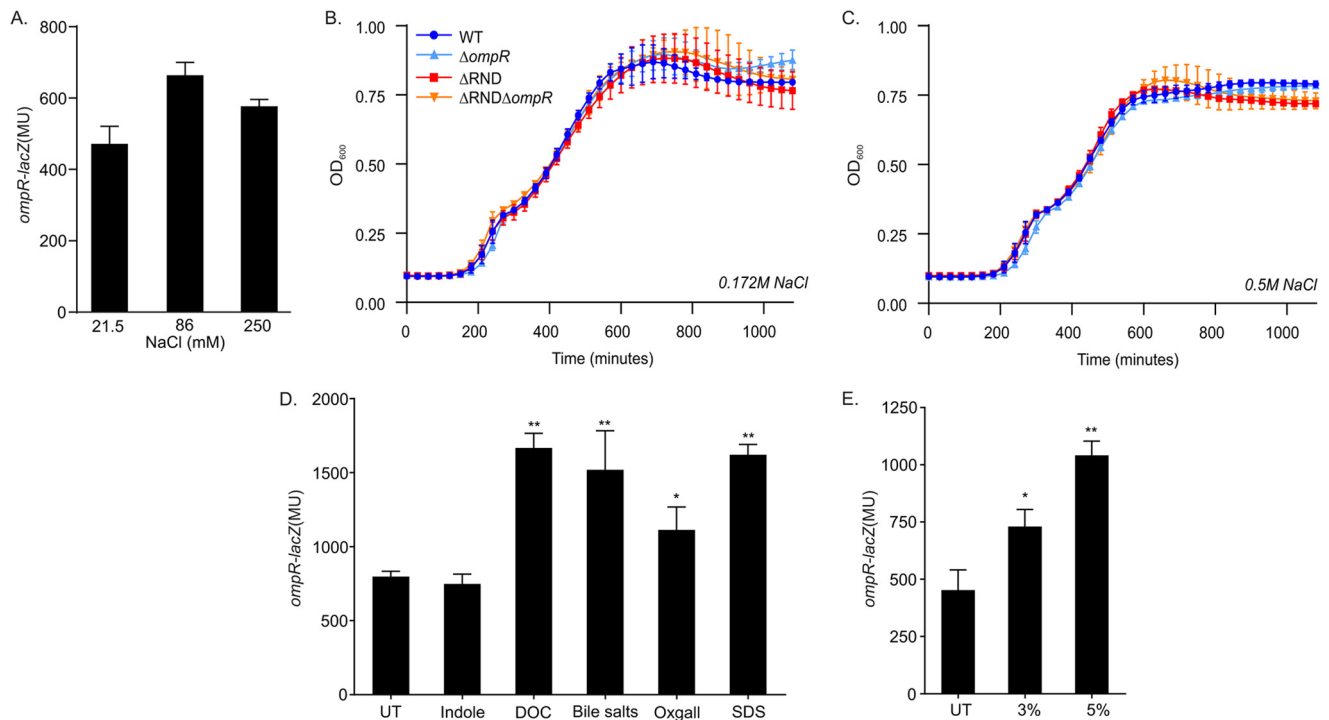 A.
800
600
400
200
0
ompR-lacZ(MU)
21.5 86 250
NaCl (mM)
B.
1.00
0.75
0.50
0.25
0.00
OD600
WT
ΔompR
ΔRND
ΔRNDΔompR
0.172M NaCl
0 200 400 600 800 1000
Time (minutes)
C.
1.00
0.75
0.50
0.25
0.00
OD600
0.5M NaCl
0 200 400 600 800 1000
Time (minutes)
D.
2000
1500
1000
500
0
ompR-lacZ(MU)
** ** * **
UT Indole DOC Bile salts Oxgall SDS
E.
1250
1000
750
500
250
0
ompR-lacZ(MU)
* **
UT 3% 5%